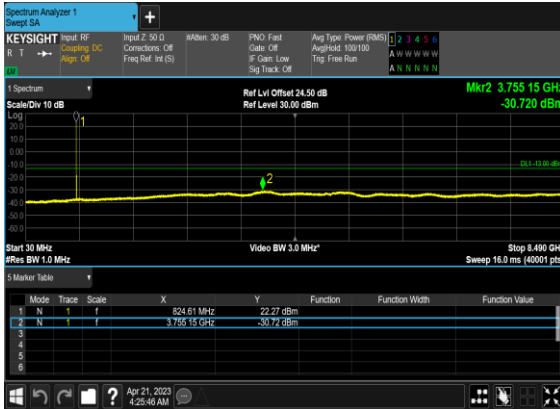 Spectrum Analyzer 1
Swept SA
+
KEYSIGHT Input: RF Input Z: 50 Ω #Atten: 30 dB PNO: Fast Avg Type: Power (RMS) 1 2 3 4 5 6
R T Coupling: DC Corrections: Off Gate: Off Avg|Hold: 100/100 A W W W W W
Align: Off Freq Ref: Int (S) IF Gain: Low Trig: Free Run
Sig Track: Off A N N N N N
1 Spectrum Ref Lvl Offset 24.50 dB Mkr2 3.755 15 GHz
Scale/Div 10 dB Ref Level 30.00 dBm -30.720 dBm
Log
20.0
10.0
0.00
-10.0
-20.0
-30.0
-40.0
-50.0
-60.0
1
2
DL1 -13.00 dBm
Start 30 MHz Video BW 3.0 MHz* Stop 8.490 GHz
#Res BW 1.0 MHz Sweep 16.0 ms (40001 pts)
5 Marker Table
Mode Trace Scale X Y Function Function Width Function Value
1 N 1 f 824.61 MHz 22.27 dBm
2 N 1 f 3.755 15 GHz -30.72 dBm
3
4
5
6
? Apr 21, 2023
4:25:46 AM